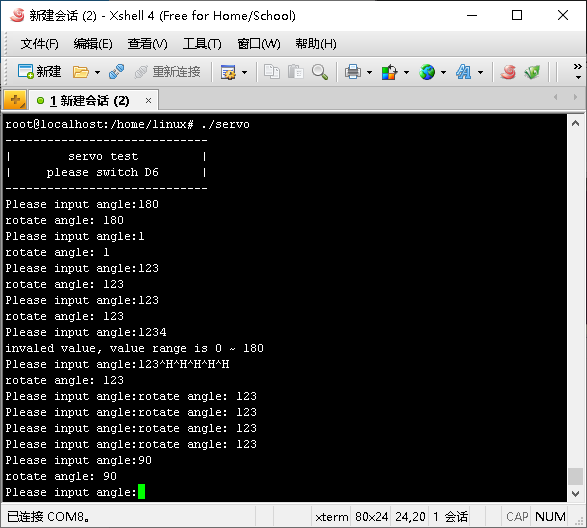 新建会话 (2) - Xshell 4 (Free for Home/School)
文件(F) 编辑(E) 查看(V) 工具(T) 窗口(W) 帮助(H)
新建 重新连接
1 新建会话 (2)
root@localhost:/home/linux# ./servo
-----------------------------
|        servo test         |
|     please switch D6      |
-----------------------------
Please input angle:180
rotate angle: 180
Please input angle:1
rotate angle: 1
Please input angle:123
rotate angle: 123
Please input angle:123
rotate angle: 123
Please input angle:1234
invaled value, value range is 0 ~ 180
Please input angle:123^H^H^H^H^H
rotate angle: 123
Please input angle:rotate angle: 123
Please input angle:rotate angle: 123
Please input angle:rotate angle: 123
Please input angle:rotate angle: 123
Please input angle:90
rotate angle: 90
Please input angle:
已连接 COM8。 xterm 80x24 24,20 1 会话 CAP NUM